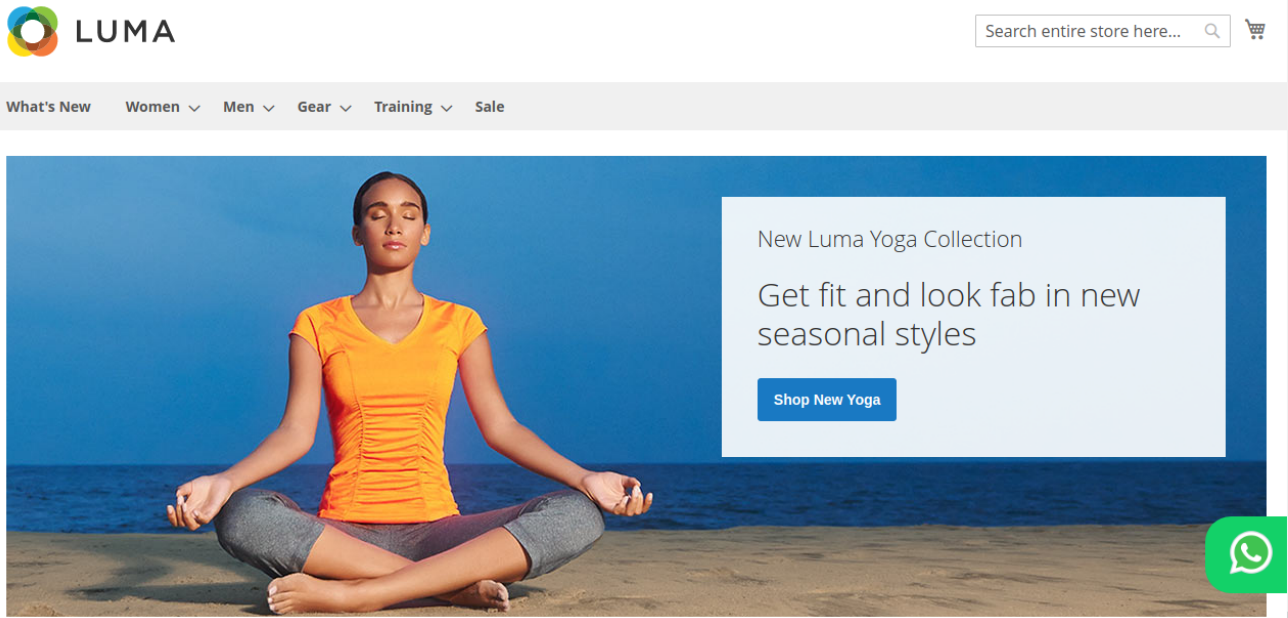 LUMA
Search entire store here...
What's New Women Men Gear Training Sale
New Luma Yoga Collection
Get fit and look fab in new
seasonal styles
Shop New Yoga